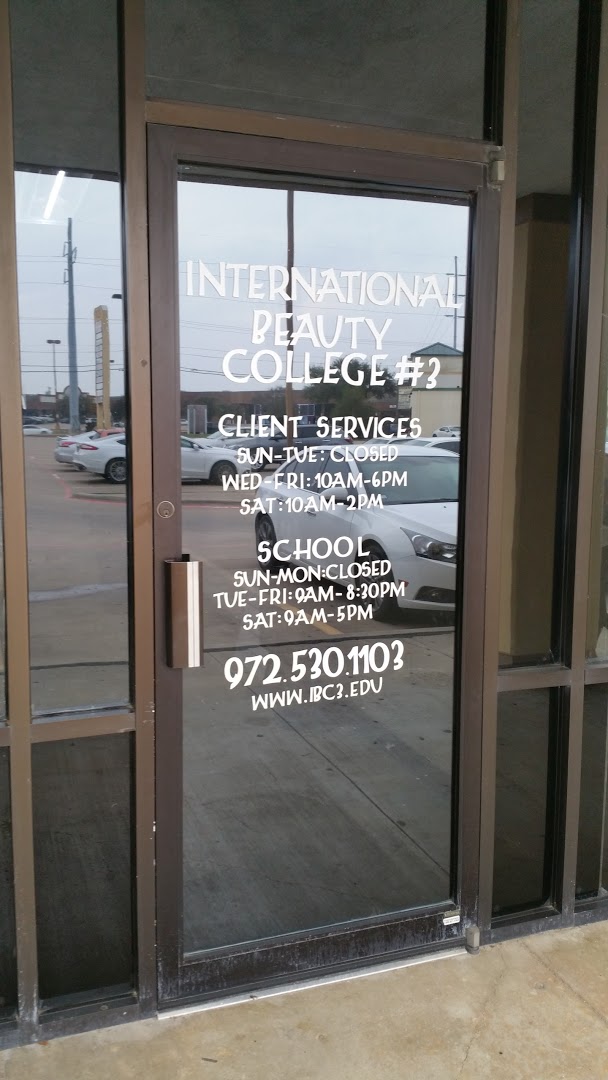 INTERNATIONAL
BEAUTY
COLLEGE #3
CLIENT SERVICES
SUN-TUE: CLOSED
WED-FRI: 10AM-6PM
SAT: 10AM-2PM
SCHOOL
SUN-MON: CLOSED
TUE-FRI: 9AM-8:30PM
SAT: 9AM-5PM
972.530.1103
WWW.IBC3.EDU